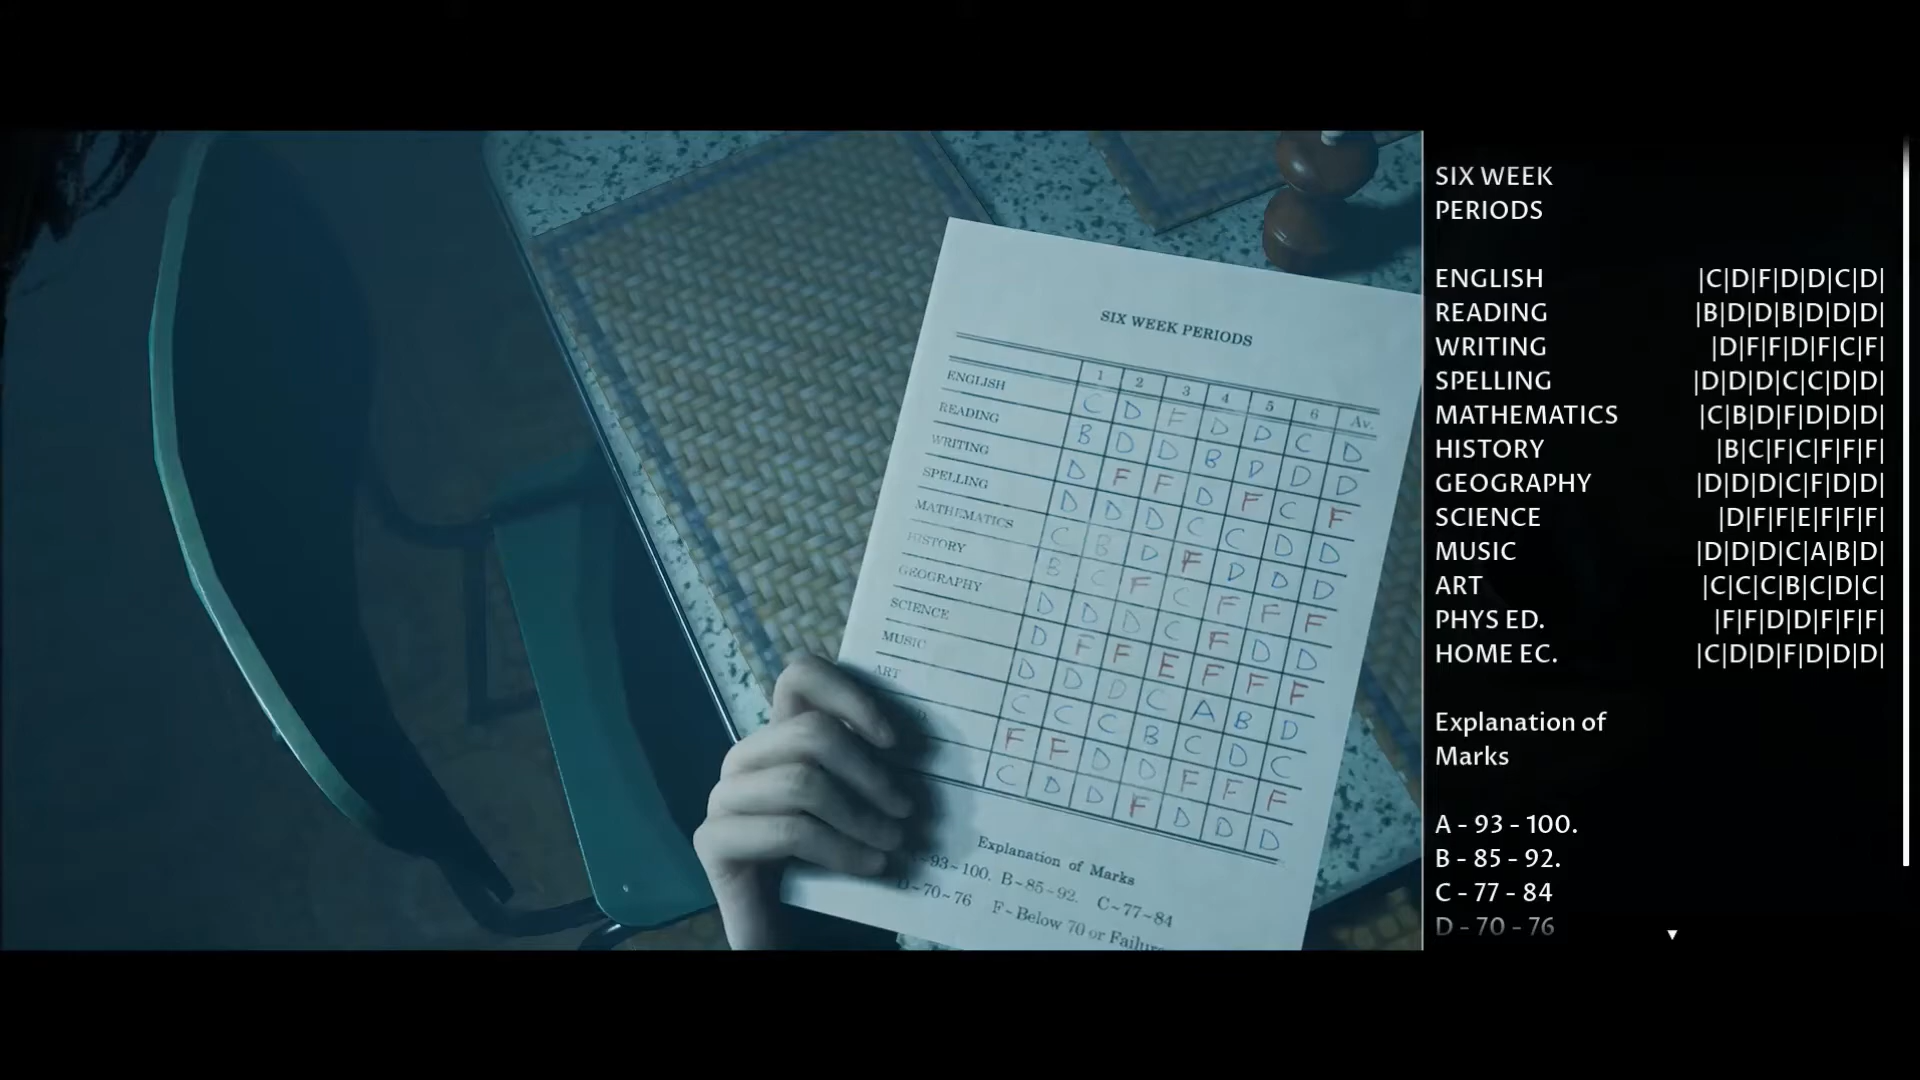 SIX WEEK PERIODS
1 2 3 4 5 6 Av.
ENGLISH C D F D D C D
READING B D D B D D D
WRITING D F F D F C F
SPELLING D D D C C D D
MATHEMATICS C B D F D D D
HISTORY B C F C F F F
GEOGRAPHY D D D C F D D
SCIENCE D F F E F F F
MUSIC D D D C A B D
ART C C C B C D C
F F D D F F F
C D D F D D D
Explanation of Marks
~93~100. B~85~92. C~77~84
D~70~76 F~Below 70 or Failure
SIX WEEK
PERIODS
ENGLISH |C|D|F|D|D|C|D|
READING |B|D|D|B|D|D|D|
WRITING |D|F|F|D|F|C|F|
SPELLING |D|D|D|C|C|D|D|
MATHEMATICS |C|B|D|F|D|D|D|
HISTORY |B|C|F|C|F|F|F|
GEOGRAPHY |D|D|D|C|F|D|D|
SCIENCE |D|F|F|E|F|F|F|
MUSIC |D|D|D|C|A|B|D|
ART |C|C|C|B|C|D|C|
PHYS ED. |F|F|D|D|F|F|F|
HOME EC. |C|D|D|F|D|D|D|
Explanation of
Marks
A - 93 - 100.
B - 85 - 92.
C - 77 - 84
D - 70 - 76